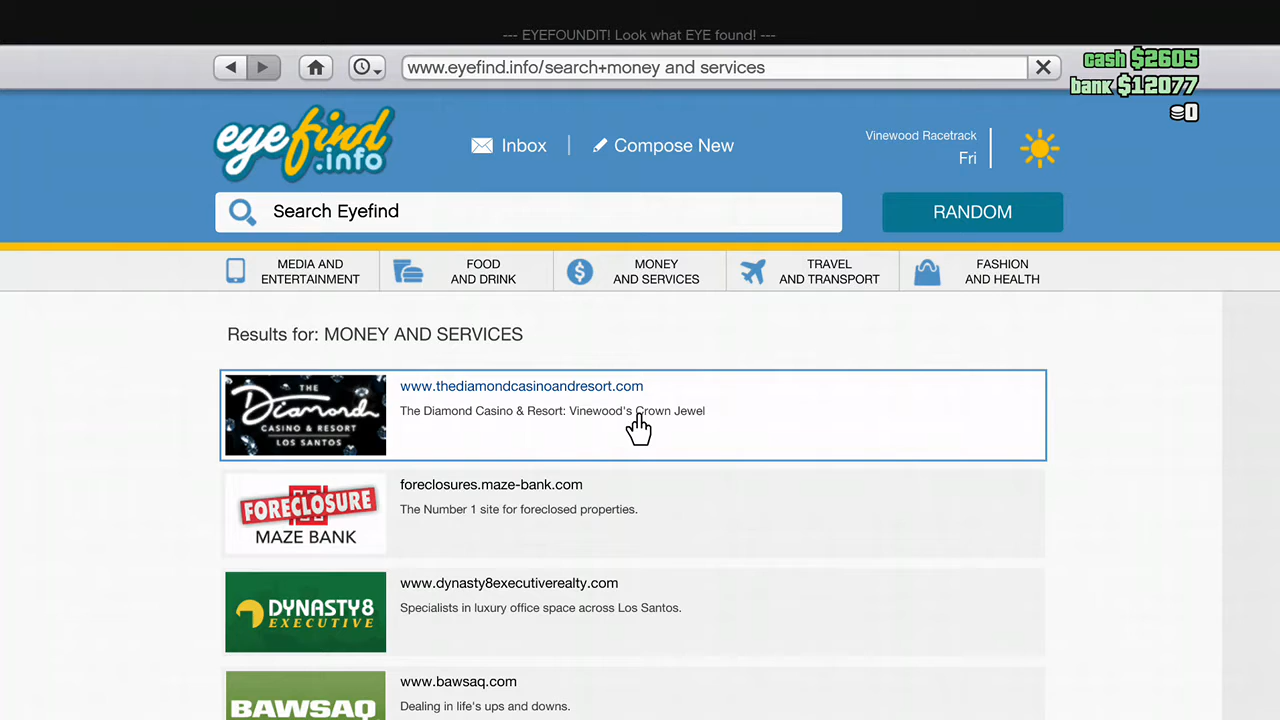 --- EYEFOUNDIT! Look what EYE found! ---
www.eyefind.info/search+money and services
cash $2605
bank $12077
0
eyefind
.info
Inbox
Compose New
Vinewood Racetrack
Fri
Search Eyefind
RANDOM
MEDIA AND
ENTERTAINMENT
FOOD
AND DRINK
MONEY
AND SERVICES
TRAVEL
AND TRANSPORT
FASHION
AND HEALTH
Results for: MONEY AND SERVICES
THE
Diamond
CASINO & RESORT
LOS SANTOS
www.thediamondcasinoandresort.com
The Diamond Casino & Resort: Vinewood's Crown Jewel
FORECLOSURE
MAZE BANK
foreclosures.maze-bank.com
The Number 1 site for foreclosed properties.
DYNASTY8
EXECUTIVE
www.dynasty8executiverealty.com
Specialists in luxury office space across Los Santos.
BAWSAQ
www.bawsaq.com
Dealing in life's ups and downs.